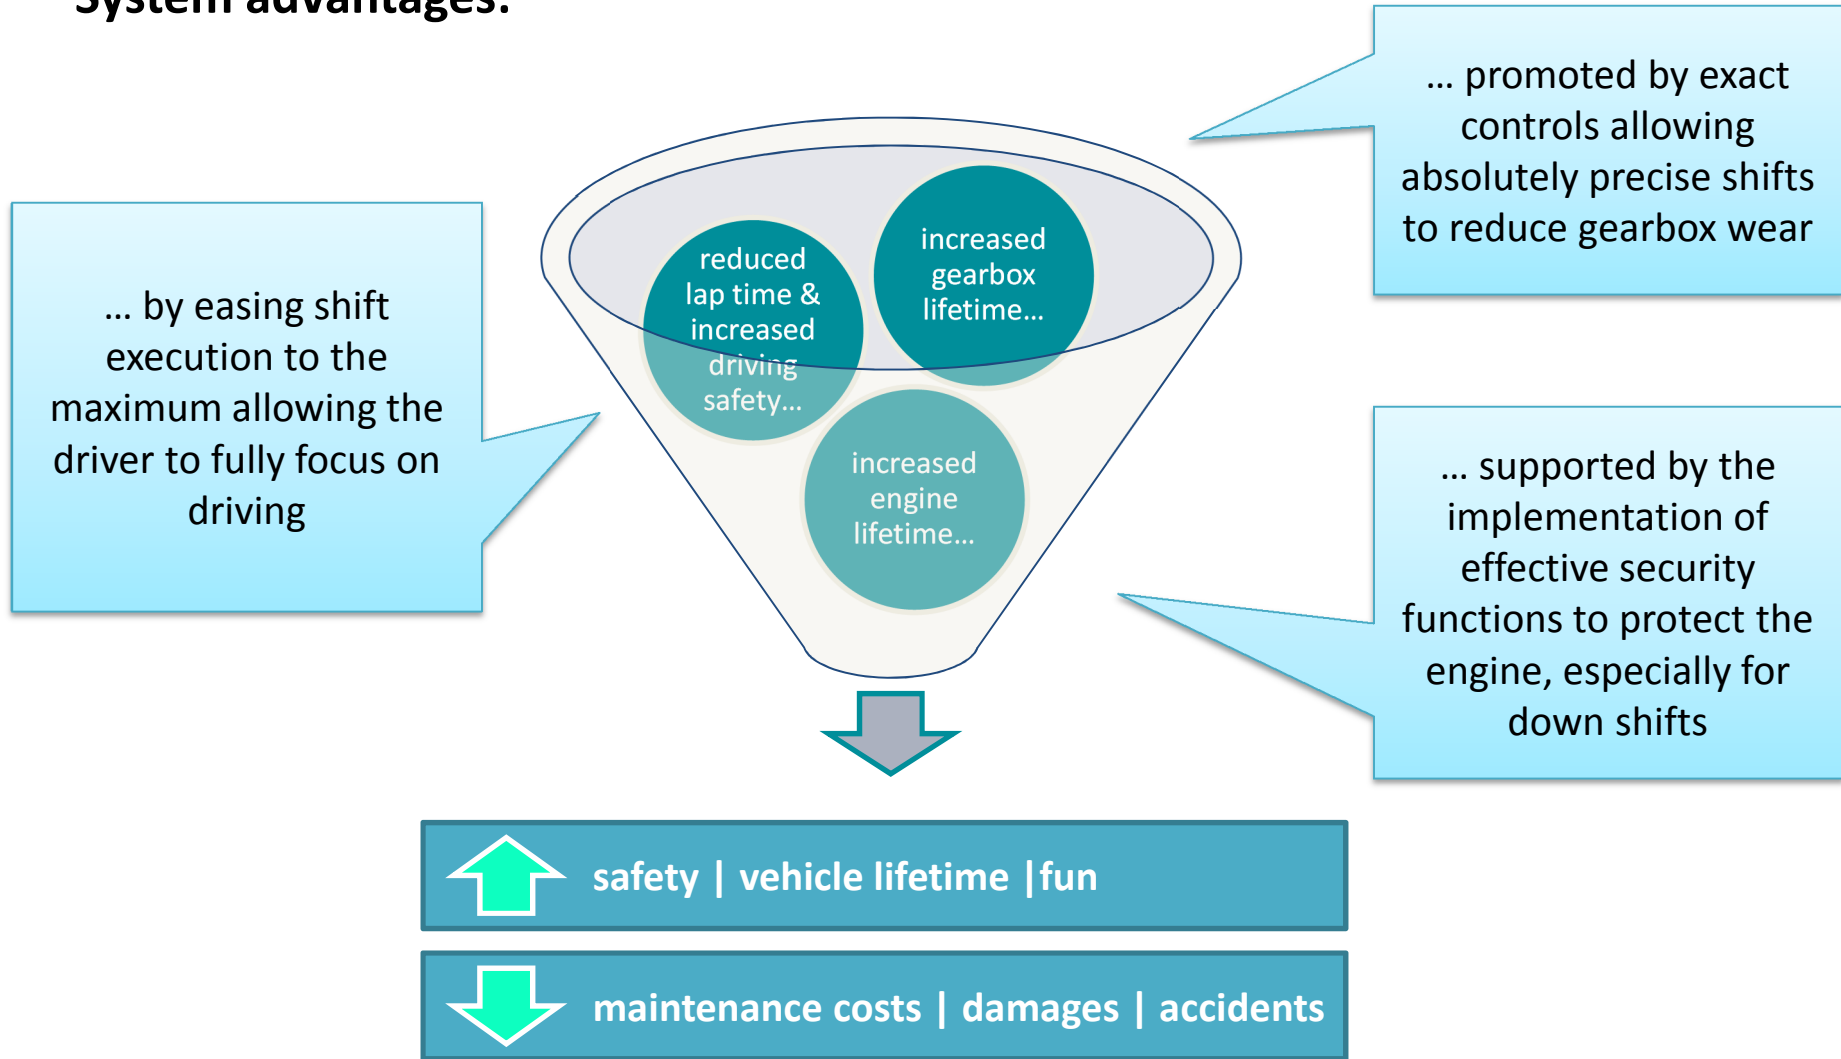 System advantages:
… promoted by exact
controls allowing
absolutely precise shifts
to reduce gearbox wear
… by easing shift
execution to the
maximum allowing the
driver to fully focus on
driving
reduced
lap time &
increased
driving
safety…
increased
gearbox
lifetime…
increased
engine
lifetime…
… supported by the
implementation of
effective security
functions to protect the
engine, especially for
down shifts
safety | vehicle lifetime |fun
maintenance costs | damages | accidents